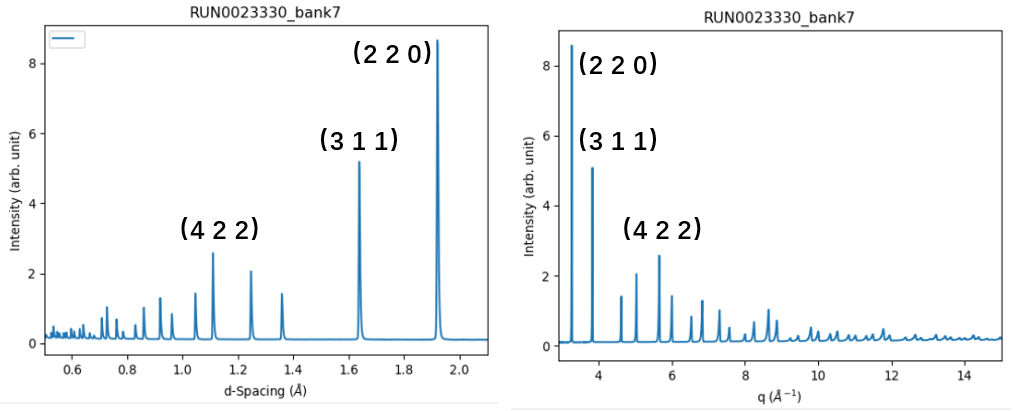 RUN0023330_bank7
(2 2 0)
(3 1 1)
(4 2 2)
Intensity (arb. unit)
8
6
4
2
0
0.6 0.8 1.0 1.2 1.4 1.6 1.8 2.0
d-Spacing (Å)
RUN0023330_bank7
(2 2 0)
(3 1 1)
(4 2 2)
Intensity (arb. unit)
8
6
4
2
0
4 6 8 10 12 14
q (Å⁻¹)